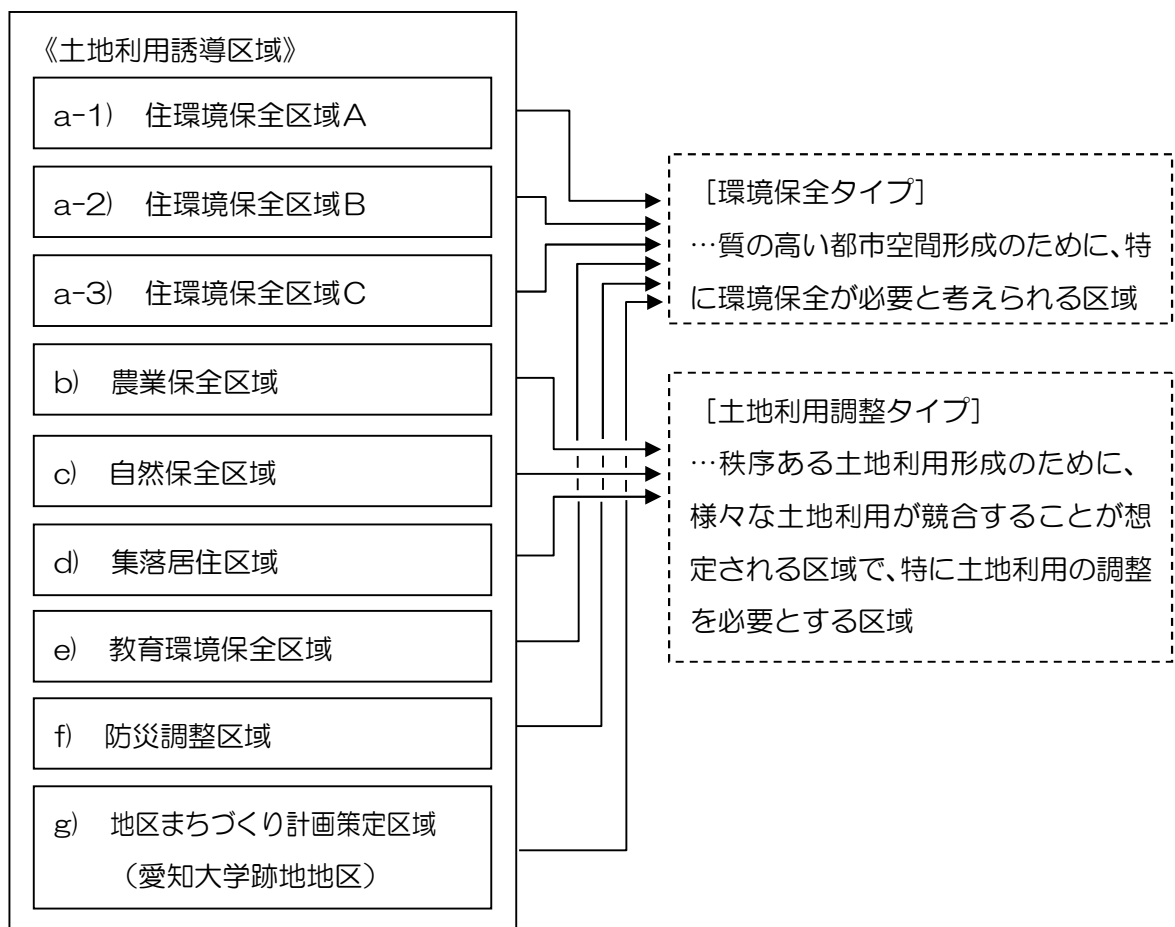 《土地利用誘導区域》
a-1) 住環境保全区域A
a-2) 住環境保全区域B
a-3) 住環境保全区域C
b) 農業保全区域
c) 自然保全区域
d) 集落居住区域
e) 教育環境保全区域
f) 防災調整区域
g) 地区まちづくり計画策定区域
（愛知大学跡地地区）
［環境保全タイプ］
…質の高い都市空間形成のために、特
に環境保全が必要と考えられる区域
［土地利用調整タイプ］
…秩序ある土地利用形成のために、
様々な土地利用が競合することが想
定される区域で、特に土地利用の調整
を必要とする区域